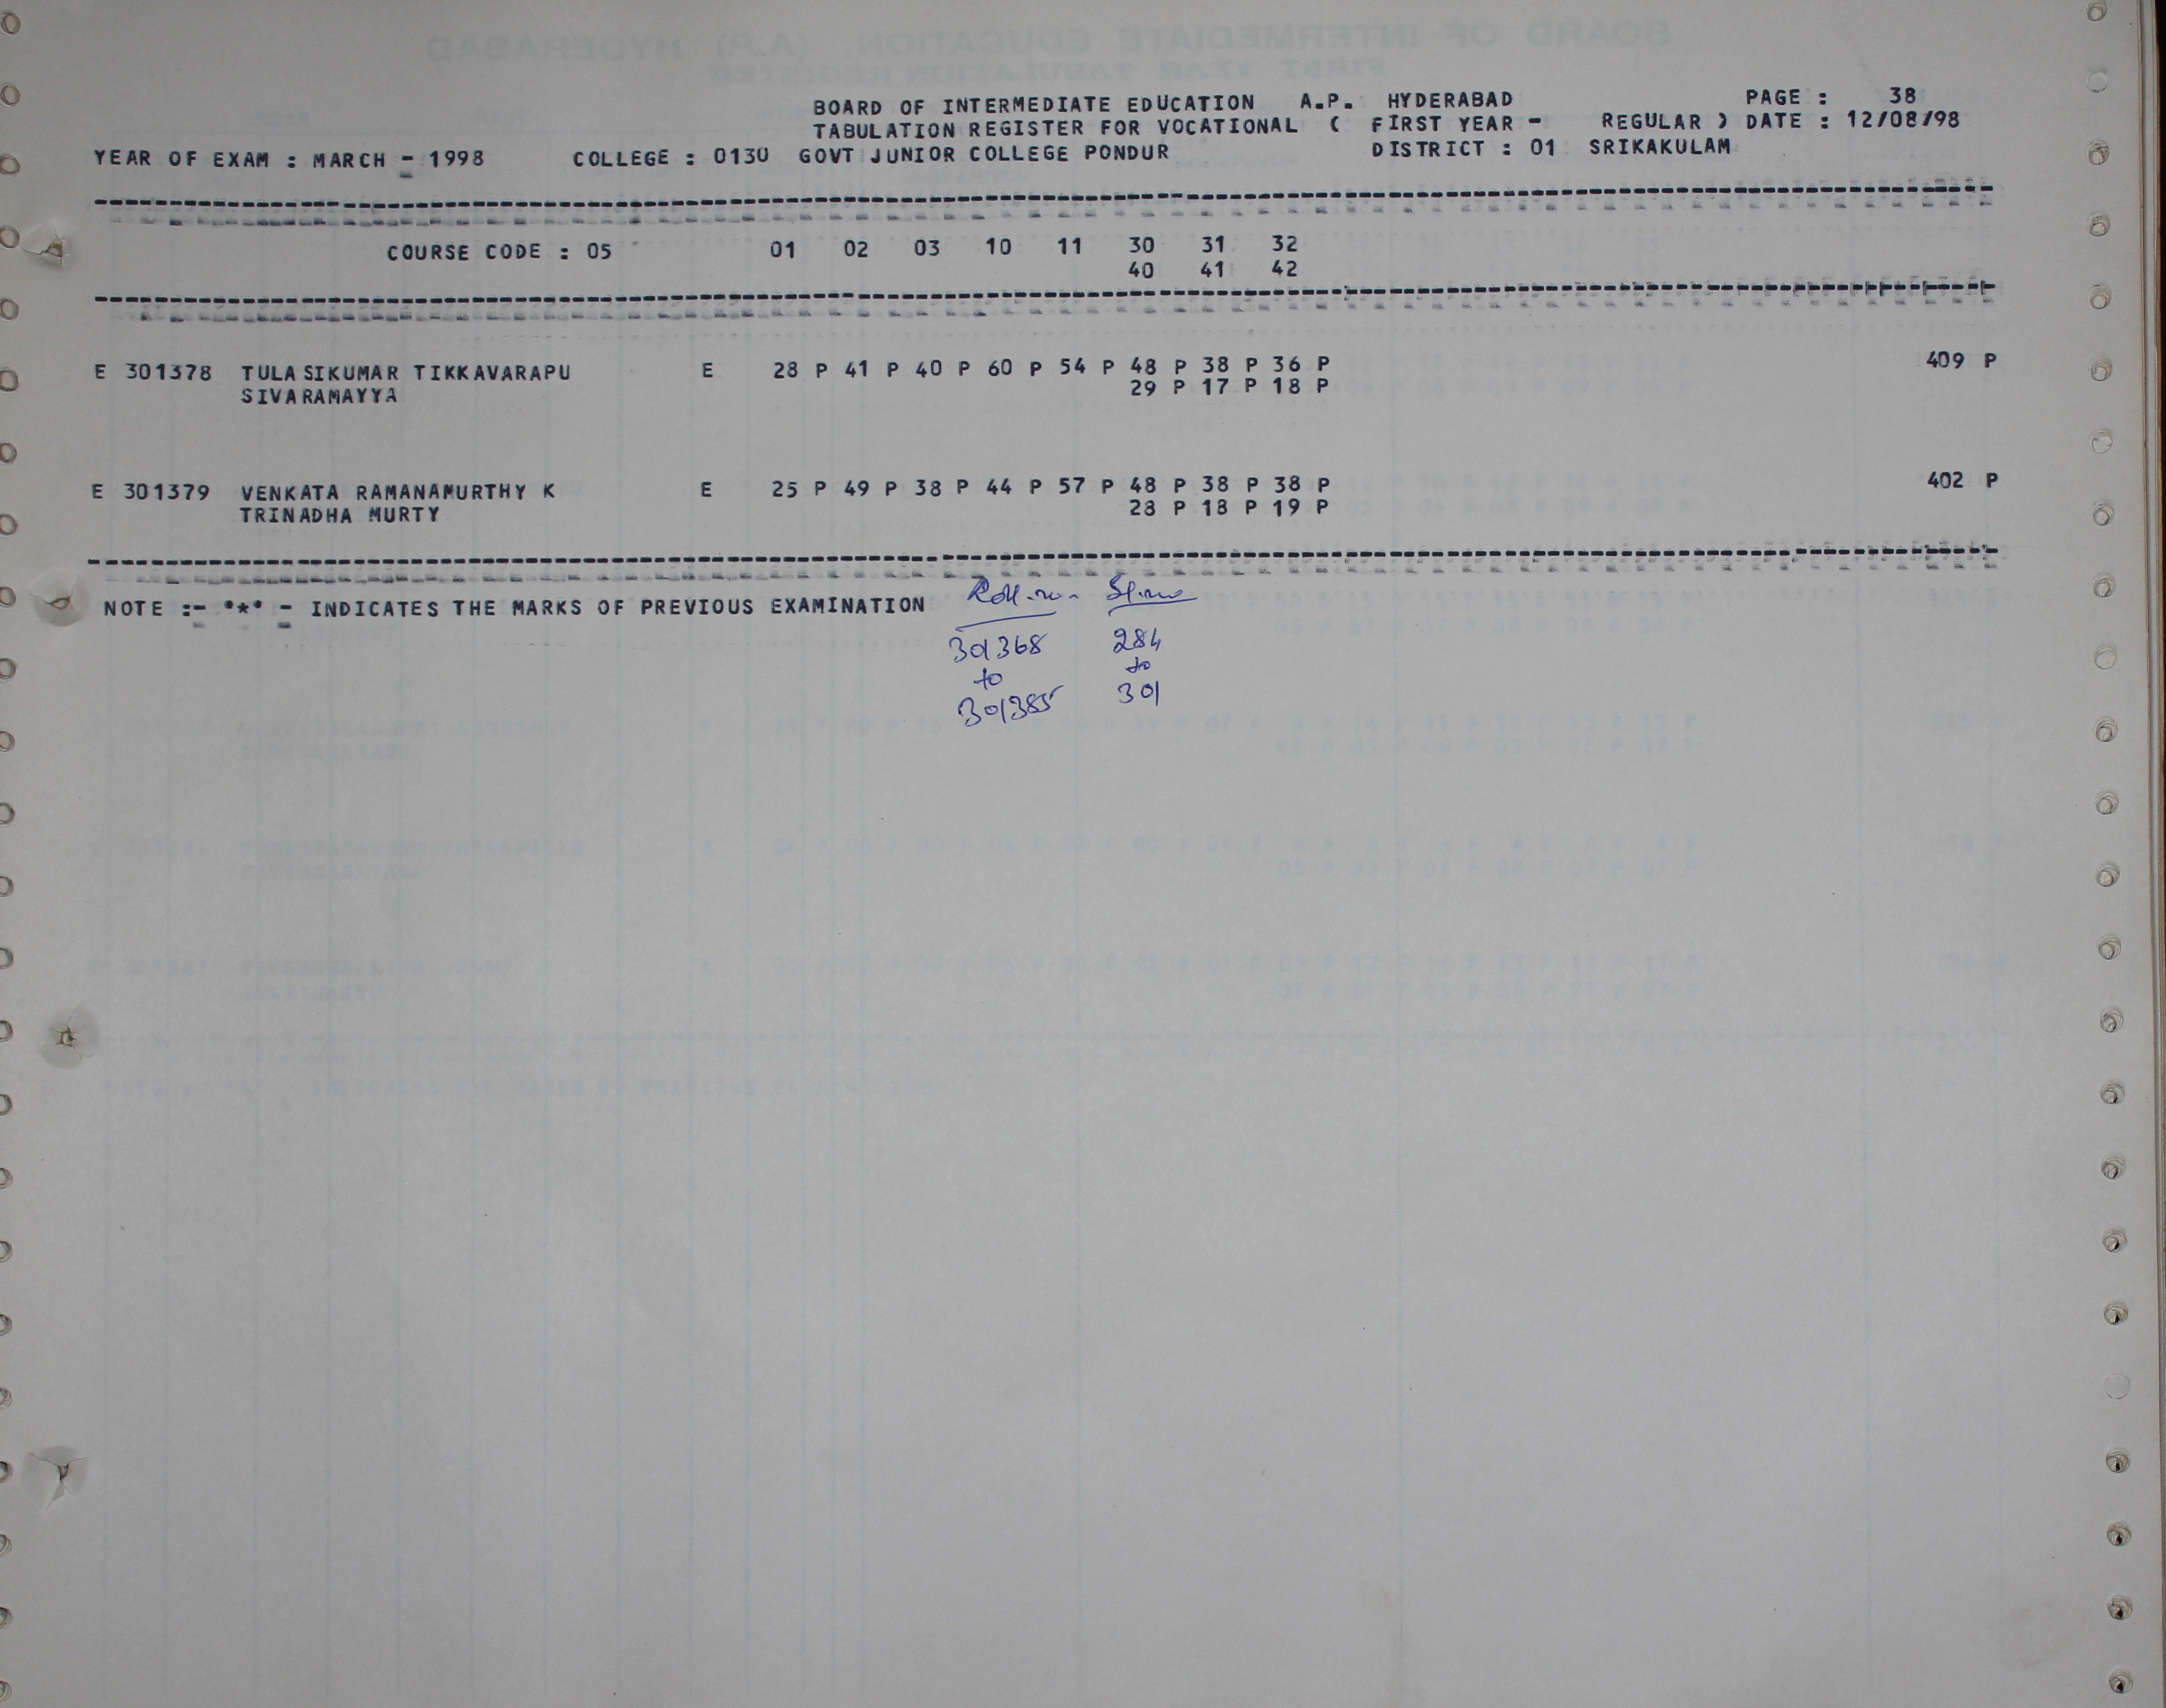 BOARD OF INTERMEDIATE EDUCATION A.P. HYDERABAD PAGE : 38
TABULATION REGISTER FOR VOCATIONAL ( FIRST YEAR - REGULAR ) DATE : 12/08/98
YEAR OF EXAM : MARCH - 1998 COLLEGE : 0130 GOVT JUNIOR COLLEGE PONDUR DISTRICT : 01 SRIKAKULAM
COURSE CODE : 05 01 02 03 10 11 30 31 32
40 41 42
E 301378 TULASIKUMAR TIKKAVARAPU E 28 P 41 P 40 P 60 P 54 P 48 P 38 P 36 P 409 P
SIVARAMAYYA 29 P 17 P 18 P
E 301379 VENKATA RAMANAMURTHY K E 25 P 49 P 38 P 44 P 57 P 48 P 38 P 38 P 402 P
TRINADHA MURTY 28 P 18 P 19 P
NOTE :- "*" - INDICATES THE MARKS OF PREVIOUS EXAMINATION
Roll.no. Sl.no
301368 284
to to
301385 301